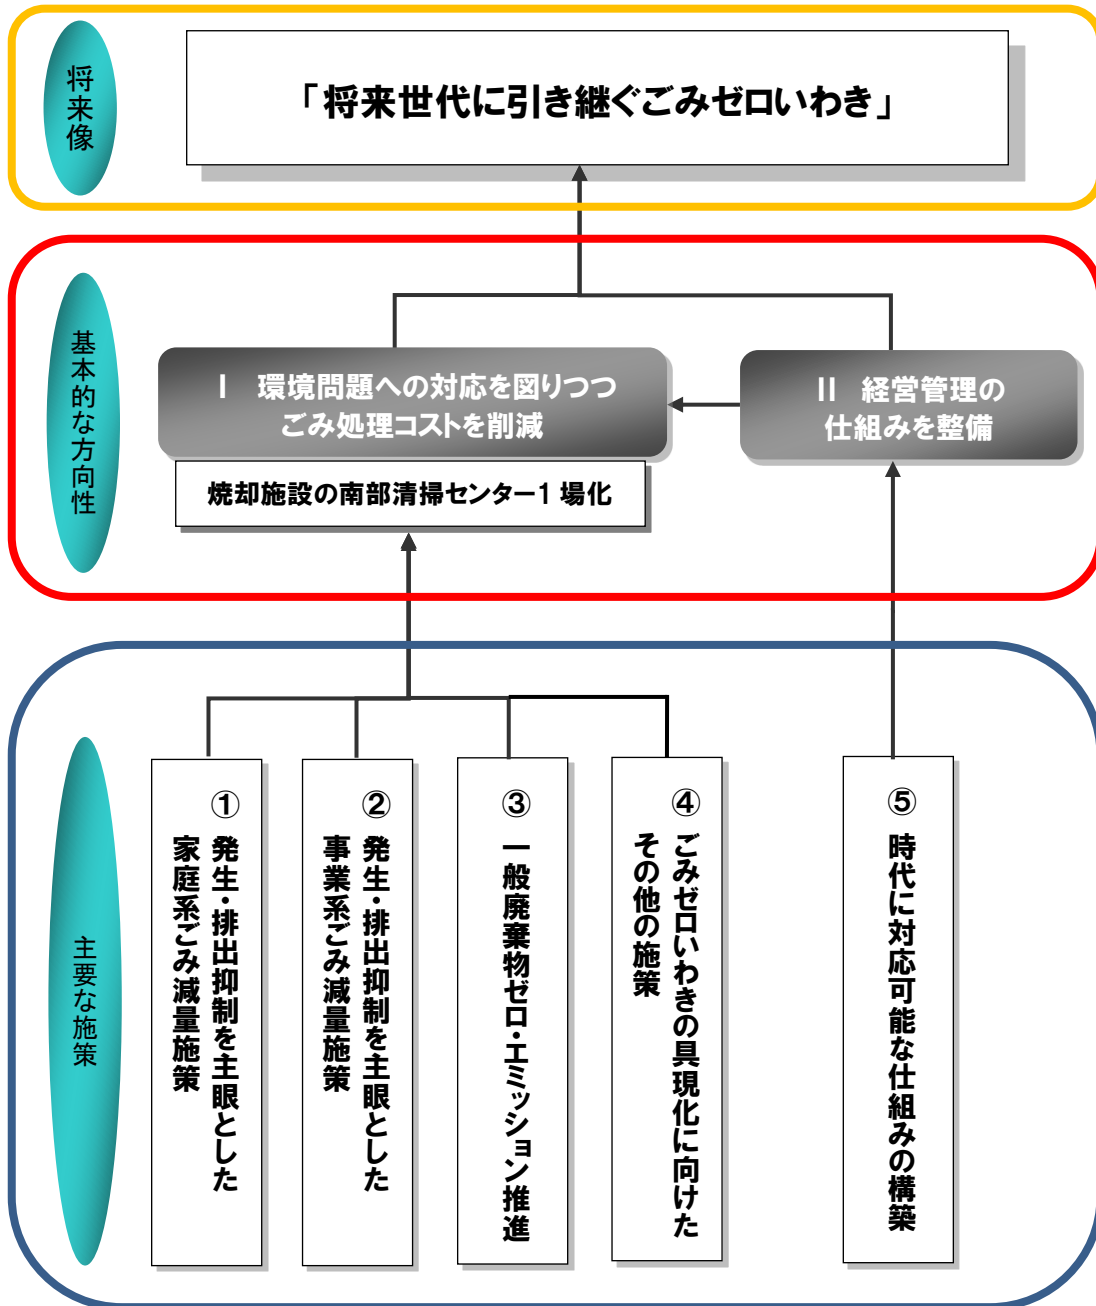 将来像
「将来世代に引き継ぐごみゼロいわき」
基本的な方向性
Ⅰ 環境問題への対応を図りつつ
ごみ処理コストを削減
焼却施設の南部清掃センター1場化
Ⅱ 経営管理の
仕組みを整備
主要な施策
① 発生・排出抑制を主眼とした
家庭系ごみ減量施策
② 発生・排出抑制を主眼とした
事業系ごみ減量施策
③ 一般廃棄物ゼロ・エミッション推進
④ ごみゼロいわきの具現化に向けた
その他の施策
⑤ 時代に対応可能な仕組みの構築